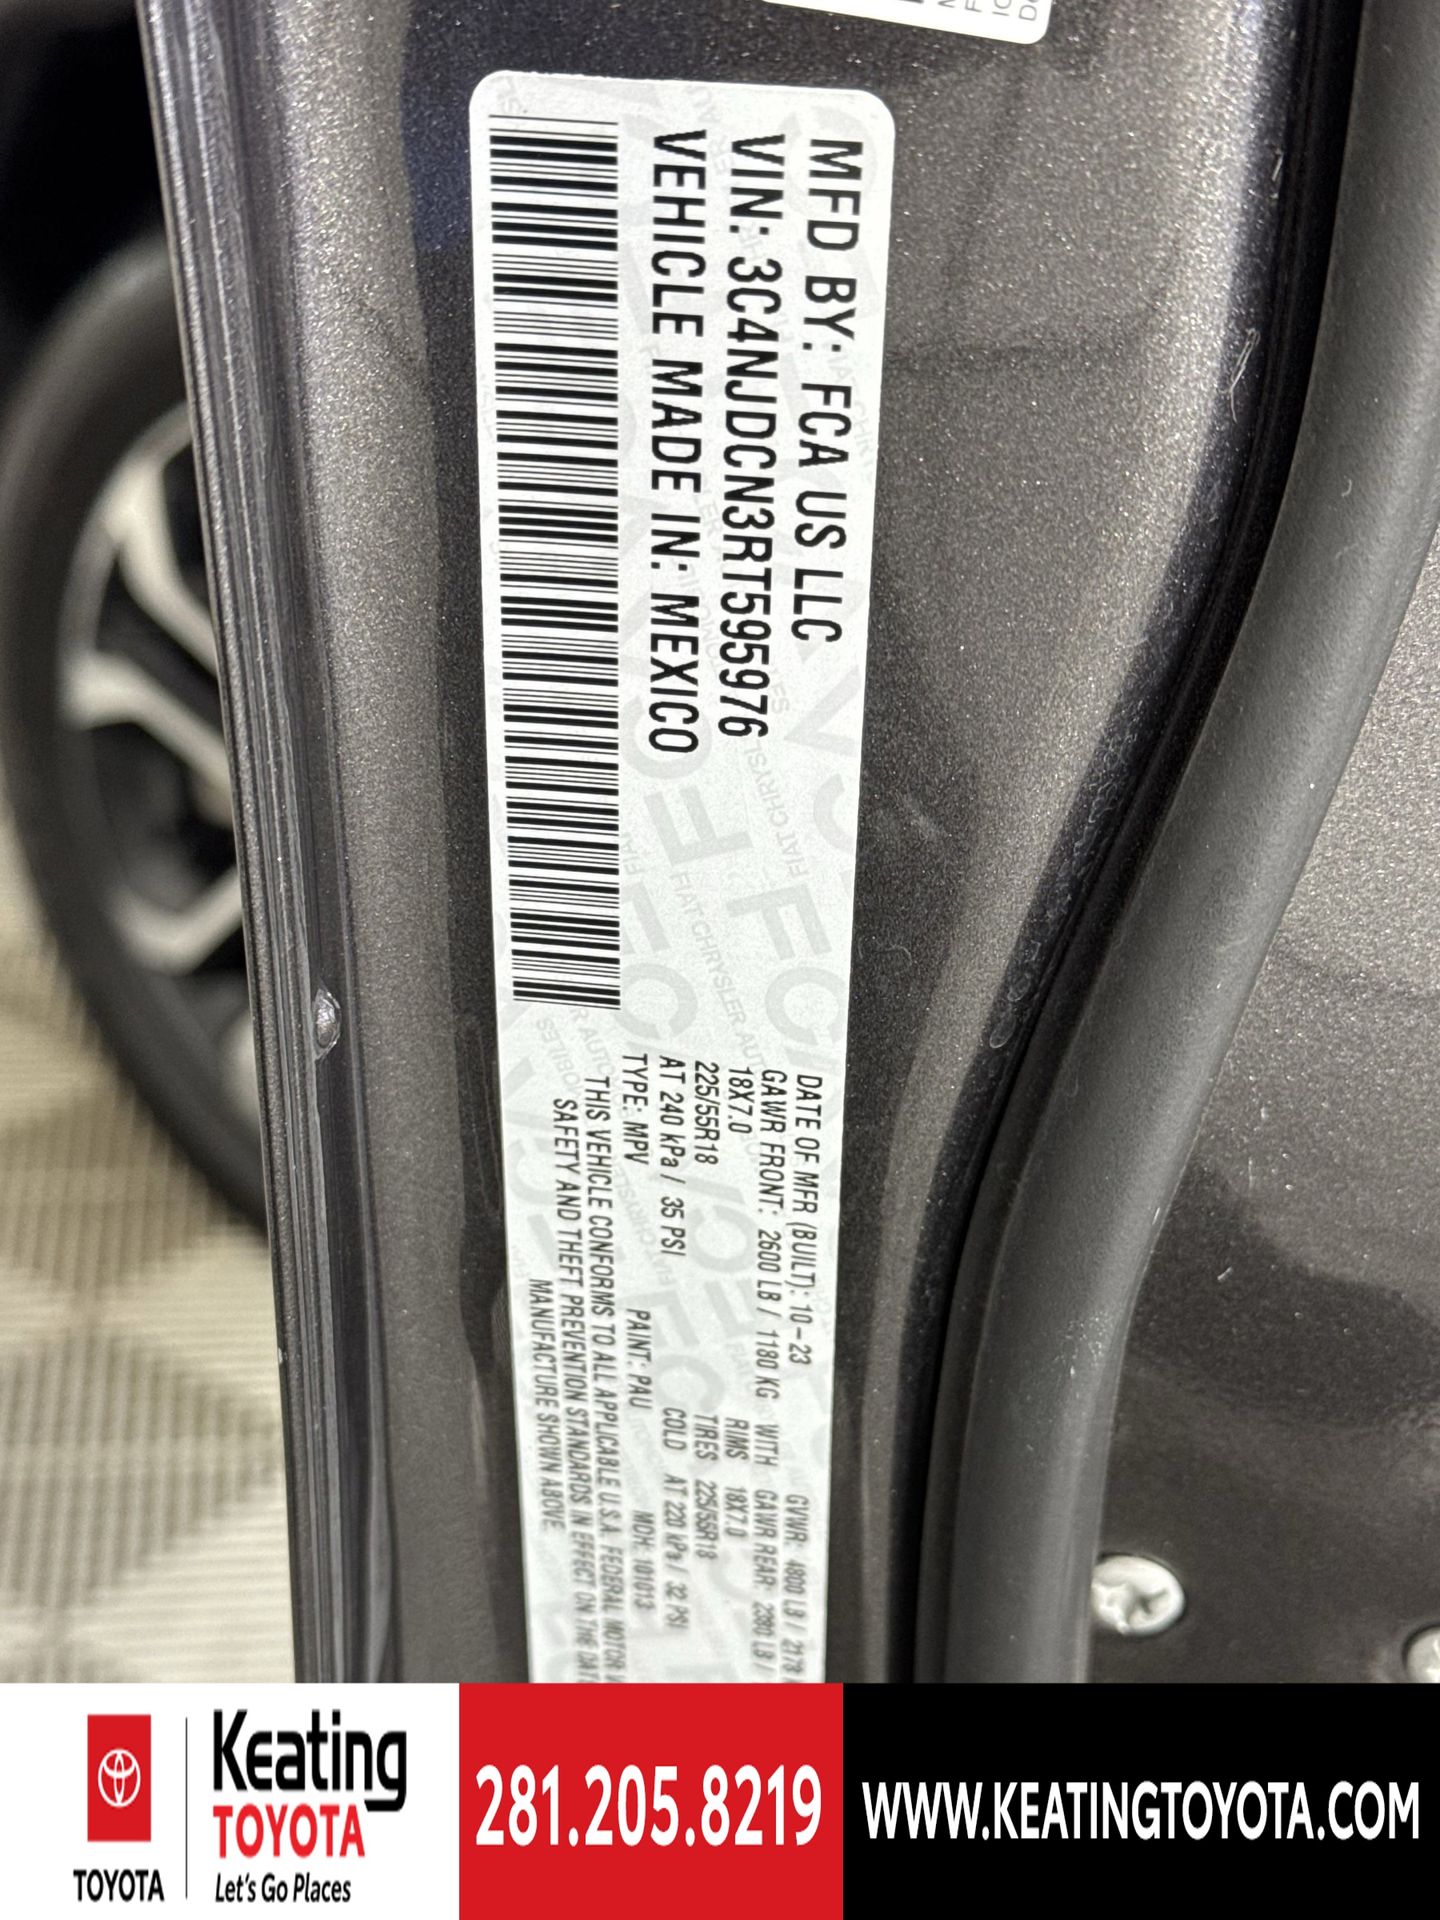 MFD BY: FCA US LLC
VIN: 3C4NJDCN3RT595976
VEHICLE MADE IN: MEXICO
DATE OF MFR (BUILT): 10-23 GVWR: 4800 LB / 2178
GAWR FRONT: 2600 LB / 1180 KG WITH GAWR REAR: 2380 LB /
18X7.0 RIMS 18X7.0
225/55R18 TIRES 225/55R18
AT 240 kPa / 35 PSI COLD AT 220 kPa / 32 PSI
TYPE: MPV PAINT: PAU MDH: 101013
THIS VEHICLE CONFORMS TO ALL APPLICABLE U.S.A. FEDERAL MOTOR
SAFETY AND THEFT PREVENTION STANDARDS IN EFFECT ON THE DATE
MANUFACTURE SHOWN ABOVE
TOYOTA
Keating
TOYOTA
Let's Go Places
281.205.8219
WWW.KEATINGTOYOTA.COM